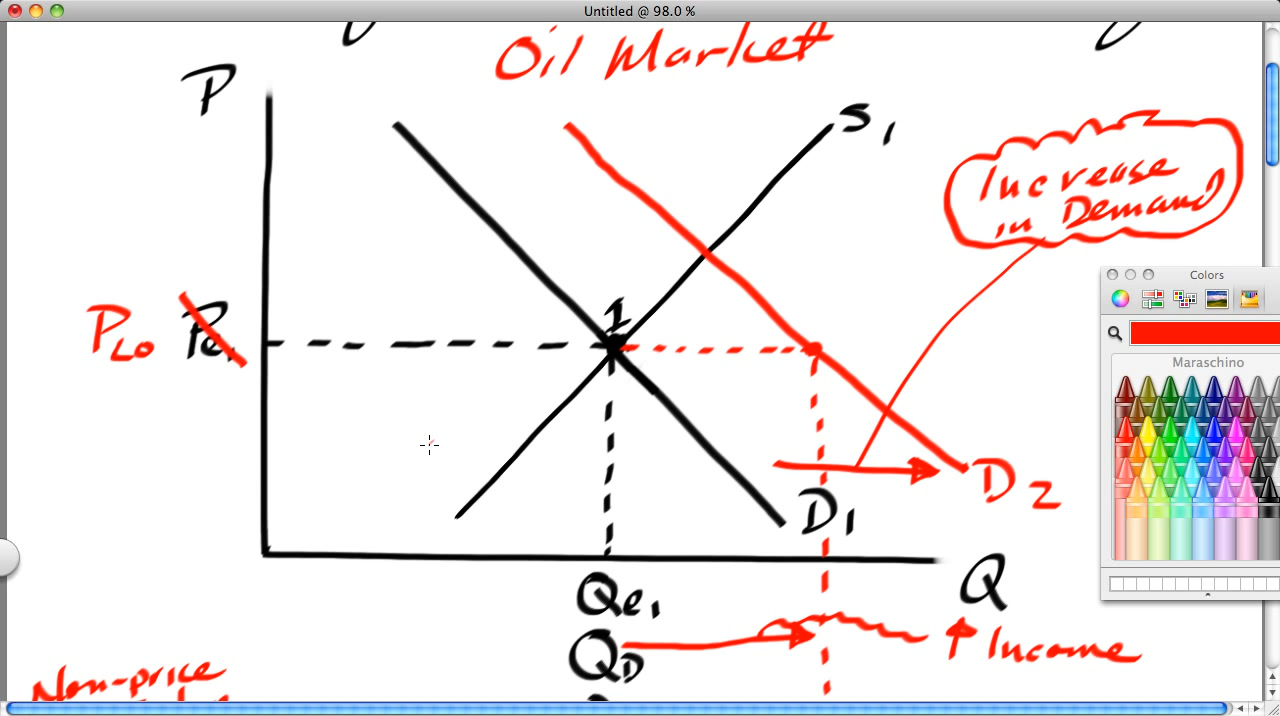 Untitled @ 98.0 %
Oil Market
P
S1
Increase
in Demand
Colors
Maraschino
1
PLo Pe1
D2
D1
Qe1
Q
QD
↑ Income
Non-price